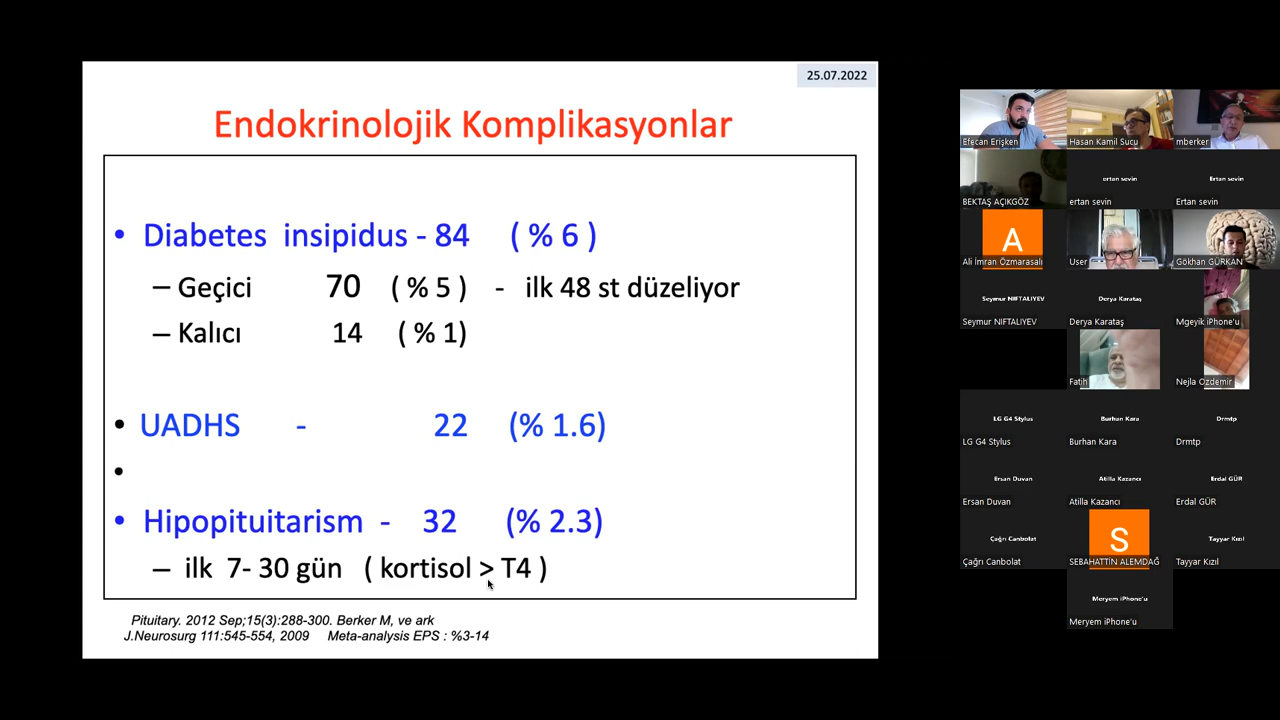 25.07.2022
Endokrinolojik Komplikasyonlar
• Diabetes insipidus - 84 ( % 6 )
– Geçici 70 ( % 5 ) - ilk 48 st düzeliyor
– Kalıcı 14 ( % 1)
• UADHS - 22 (% 1.6)
•
• Hipopituitarism - 32 (% 2.3)
– ilk 7- 30 gün ( kortisol > T4 )
Pituitary. 2012 Sep;15(3):288-300. Berker M, ve ark
J.Neurosurg 111:545-554, 2009 Meta-analysis EPS : %3-14
Efecan Erişken
Hasan Kamil Sucu
mberker
BEKTAŞ AÇIKGÖZ
ertan sevin
ertan sevin
Ertan sevin
Ertan sevin
A
Ali İmran Özmarasalı
User
Gökhan GÜRKAN
Seymur NIFTALIYEV
Seymur NIFTALIYEV
Derya Karataş
Derya Karataş
Mgeyik iPhone'u
Fatih
Nejla Özdemir
LG G4 Stylus
LG G4 Stylus
Burhan Kara
Burhan Kara
Drmtp
Drmtp
Ersan Duvan
Ersan Duvan
Atilla Kazancı
Atilla Kazancı
Erdal GÜR
Erdal GÜR
Çağrı Canbolat
Çağrı Canbolat
S
SEBAHATTİN ALEMDAĞ
Tayyar Kızıl
Tayyar Kızıl
Meryem iPhone'u
Meryem iPhone'u